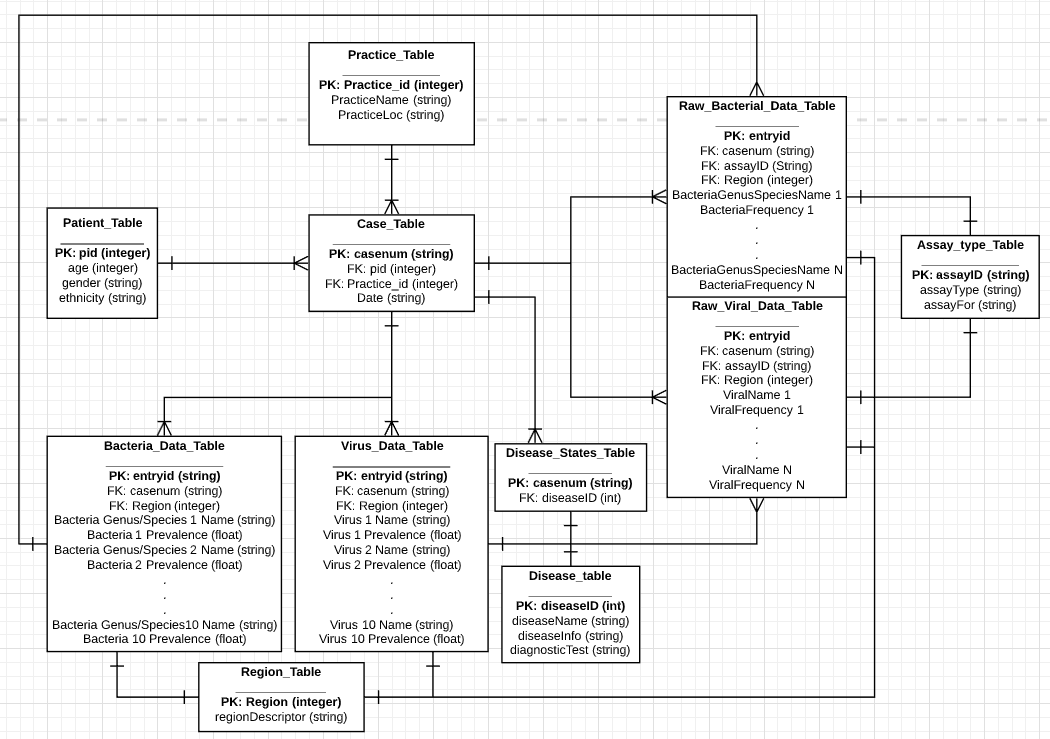 Practice_Table
PK: Practice_id (integer)
PracticeName (string)
PracticeLoc (string)
Patient_Table
PK: pid (integer)
age (integer)
gender (string)
ethnicity (string)
Case_Table
PK: casenum (string)
FK: pid (integer)
FK: Practice_id (integer)
Date (string)
Raw_Bacterial_Data_Table
PK: entryid
FK: casenum (string)
FK: assayID (String)
FK: Region (integer)
BacteriaGenusSpeciesName 1
BacteriaFrequency 1
.
.
.
BacteriaGenusSpeciesName N
BacteriaFrequency N
Raw_Viral_Data_Table
PK: entryid
FK: casenum (string)
FK: assayID (string)
FK: Region (integer)
ViralName 1
ViralFrequency 1
.
.
.
ViralName N
ViralFrequency N
Assay_type_Table
PK: assayID (string)
assayType (string)
assayFor (string)
Bacteria_Data_Table
PK: entryid (string)
FK: casenum (string)
FK: Region (integer)
Bacteria Genus/Species 1 Name (string)
Bacteria 1 Prevalence (float)
Bacteria Genus/Species 2 Name (string)
Bacteria 2 Prevalence (float)
.
.
.
Bacteria Genus/Species10 Name (string)
Bacteria 10 Prevalence (float)
Virus_Data_Table
PK: entryid (string)
FK: casenum (string)
FK: Region (integer)
Virus 1 Name (string)
Virus 1 Prevalence (float)
Virus 2 Name (string)
Virus 2 Prevalence (float)
.
.
.
Virus 10 Name (string)
Virus 10 Prevalence (float)
Disease_States_Table
PK: casenum (string)
FK: diseaseID (int)
Disease_table
PK: diseaseID (int)
diseaseName (string)
diseaseInfo (string)
diagnosticTest (string)
Region_Table
PK: Region (integer)
regionDescriptor (string)